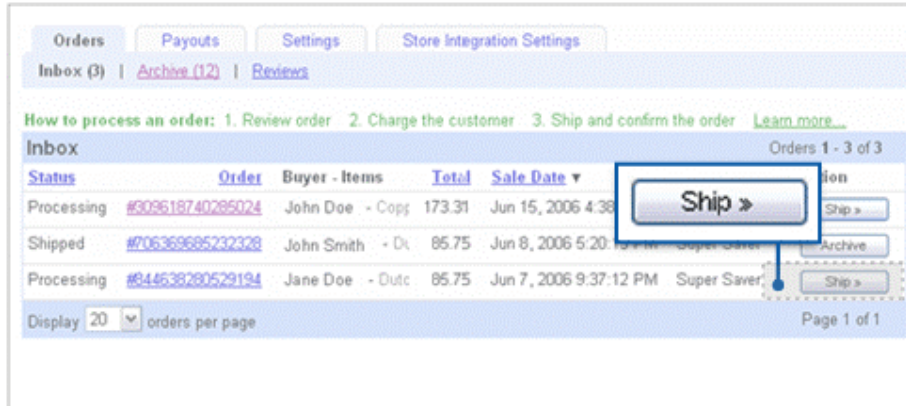 Orders Payouts Settings Store Integration Settings
Inbox (3) | Archive (12) | Reviews
How to process an order: 1. Review order 2. Charge the customer 3. Ship and confirm the order Learn more...
Inbox Orders 1 - 3 of 3
Status Order Buyer - Items Total Sale Date ▼
Ship »
Processing #309618740285024 John Doe - Copy 173.31 Jun 15, 2006 4:38 Ship »
Shipped #706369685232328 John Smith 85.75 Jun 8, 2006 5:20: Super Saver Archive
Processing #844638280529194 Jane Doe - Dutc 85.75 Jun 7, 2006 9:37:12 PM Super Saver Ship »
Display 20 orders per page Page 1 of 1